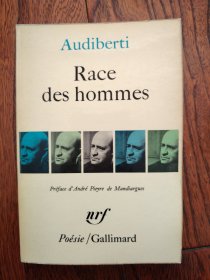 Audiberti
Race
des hommes
Préface d'André Pieyre de Mandiargues
nrf
Poésie/Gallimard